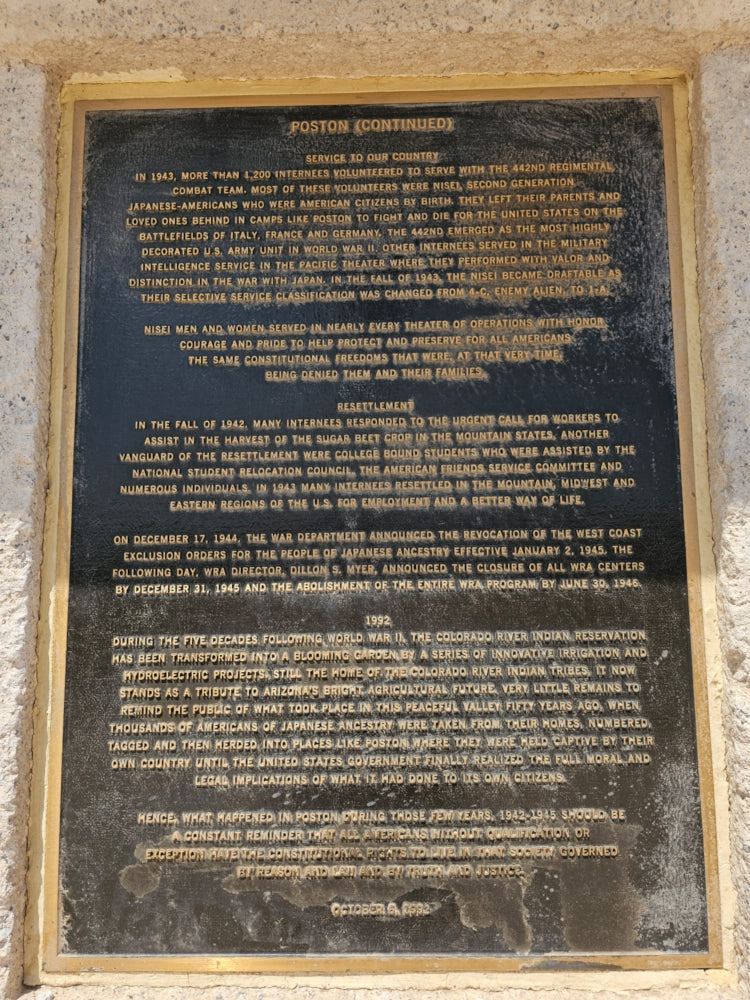 POSTON (CONTINUED)
SERVICE TO OUR COUNTRY
IN 1943, MORE THAN 1,200 INTERNEES VOLUNTEERED TO SERVE WITH THE 442ND REGIMENTAL
COMBAT TEAM. MOST OF THESE VOLUNTEERS WERE NISEI, SECOND GENERATION
JAPANESE-AMERICANS WHO WERE AMERICAN CITIZENS BY BIRTH. THEY LEFT THEIR PARENTS AND
LOVED ONES BEHIND IN CAMPS LIKE POSTON TO FIGHT AND DIE FOR THE UNITED STATES ON THE
BATTLEFIELDS OF ITALY, FRANCE AND GERMANY. THE 442ND EMERGED AS THE MOST HIGHLY
DECORATED U.S. ARMY UNIT IN WORLD WAR II. OTHER INTERNEES SERVED IN THE MILITARY
INTELLIGENCE SERVICE IN THE PACIFIC THEATER WHERE THEY PERFORMED WITH VALOR AND
DISTINCTION IN THE WAR WITH JAPAN. IN THE FALL OF 1943, THE NISEI BECAME DRAFTABLE AS
THEIR SELECTIVE SERVICE CLASSIFICATION WAS CHANGED FROM 4-C, ENEMY ALIEN, TO 1-A.
NISEI MEN AND WOMEN SERVED IN NEARLY EVERY THEATER OF OPERATIONS WITH HONOR,
COURAGE AND PRIDE TO HELP PROTECT AND PRESERVE FOR ALL AMERICANS
THE SAME CONSTITUTIONAL FREEDOMS THAT WERE, AT THAT VERY TIME,
BEING DENIED THEM AND THEIR FAMILIES.
RESETTLEMENT
IN THE FALL OF 1942, MANY INTERNEES RESPONDED TO THE URGENT CALL FOR WORKERS TO
ASSIST IN THE HARVEST OF THE SUGAR BEET CROP IN THE MOUNTAIN STATES. ANOTHER
VANGUARD OF THE RESETTLEMENT WERE COLLEGE BOUND STUDENTS WHO WERE ASSISTED BY THE
NATIONAL STUDENT RELOCATION COUNCIL, THE AMERICAN FRIENDS SERVICE COMMITTEE AND
NUMEROUS INDIVIDUALS. IN 1943 MANY INTERNEES RESETTLED IN THE MOUNTAIN, MIDWEST AND
EASTERN REGIONS OF THE U.S. FOR EMPLOYMENT AND A BETTER WAY OF LIFE.
ON DECEMBER 17, 1944, THE WAR DEPARTMENT ANNOUNCED THE REVOCATION OF THE WEST COAST
EXCLUSION ORDERS FOR THE PEOPLE OF JAPANESE ANCESTRY EFFECTIVE JANUARY 2, 1945. THE
FOLLOWING DAY, WRA DIRECTOR, DILLON S. MYER, ANNOUNCED THE CLOSURE OF ALL WRA CENTERS
BY DECEMBER 31, 1945 AND THE ABOLISHMENT OF THE ENTIRE WRA PROGRAM BY JUNE 30, 1946.
1992
DURING THE FIVE DECADES FOLLOWING WORLD WAR II, THE COLORADO RIVER INDIAN RESERVATION
HAS BEEN TRANSFORMED INTO A BLOOMING GARDEN BY A SERIES OF INNOVATIVE IRRIGATION AND
HYDROELECTRIC PROJECTS. STILL THE HOME OF THE COLORADO RIVER INDIAN TRIBES, IT NOW
STANDS AS A TRIBUTE TO ARIZONA'S BRIGHT AGRICULTURAL FUTURE. VERY LITTLE REMAINS TO
REMIND THE PUBLIC OF WHAT TOOK PLACE IN THIS PEACEFUL VALLEY FIFTY YEARS AGO, WHEN
THOUSANDS OF AMERICANS OF JAPANESE ANCESTRY WERE TAKEN FROM THEIR HOMES, NUMBERED,
TAGGED AND THEN HERDED INTO PLACES LIKE POSTON WHERE THEY WERE HELD CAPTIVE BY THEIR
OWN COUNTRY UNTIL THE UNITED STATES GOVERNMENT FINALLY REALIZED THE FULL MORAL AND
LEGAL IMPLICATIONS OF WHAT IT HAD DONE TO ITS OWN CITIZENS.
HENCE, WHAT HAPPENED IN POSTON DURING THOSE FEW YEARS, 1942-1945 SHOULD BE
A CONSTANT REMINDER THAT ALL AMERICANS WITHOUT QUALIFICATION OR
EXCEPTION HAVE THE CONSTITUTIONAL RIGHTS TO LIVE IN THAT SOCIETY GOVERNED
BY REASON AND LAW AND BY TRUTH AND JUSTICE.
OCTOBER 6, 1992